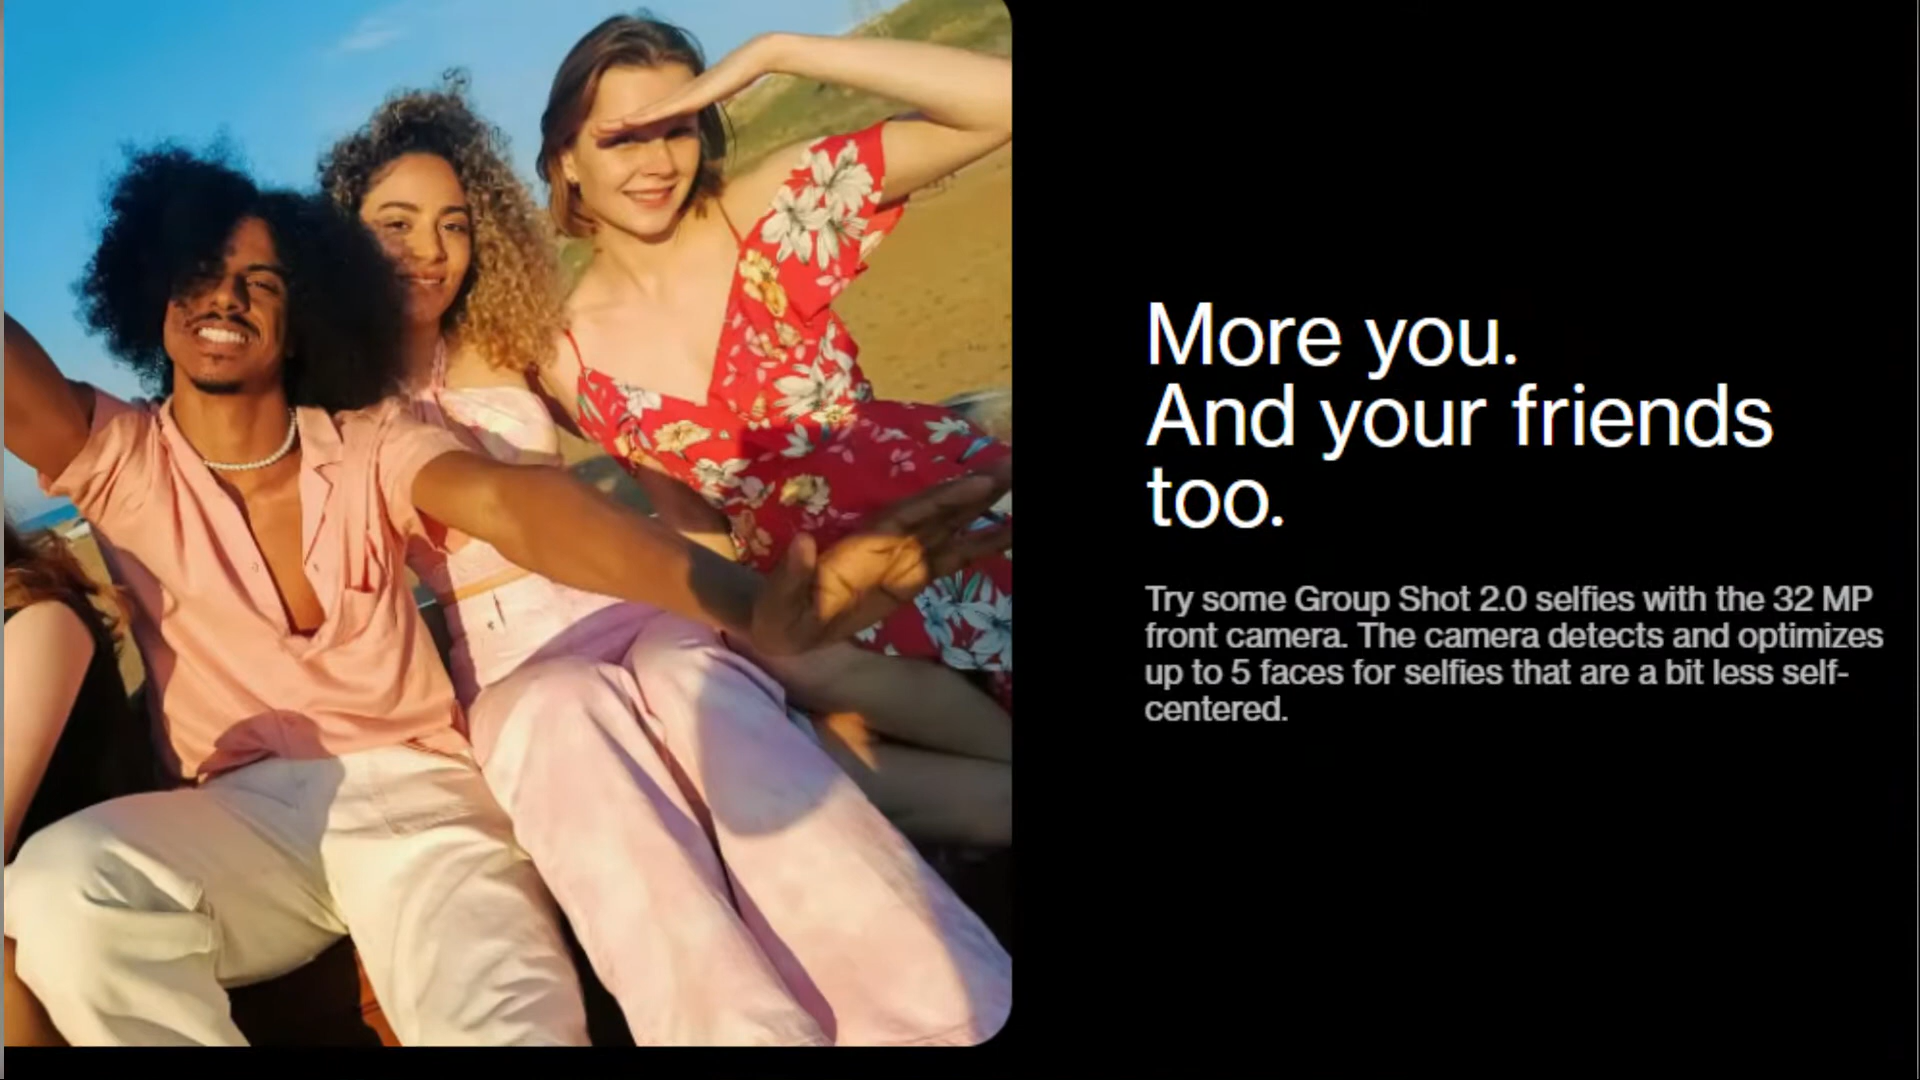 More you.
And your friends
too.
Try some Group Shot 2.0 selfies with the 32 MP
front camera. The camera detects and optimizes
up to 5 faces for selfies that are a bit less self-
centered.